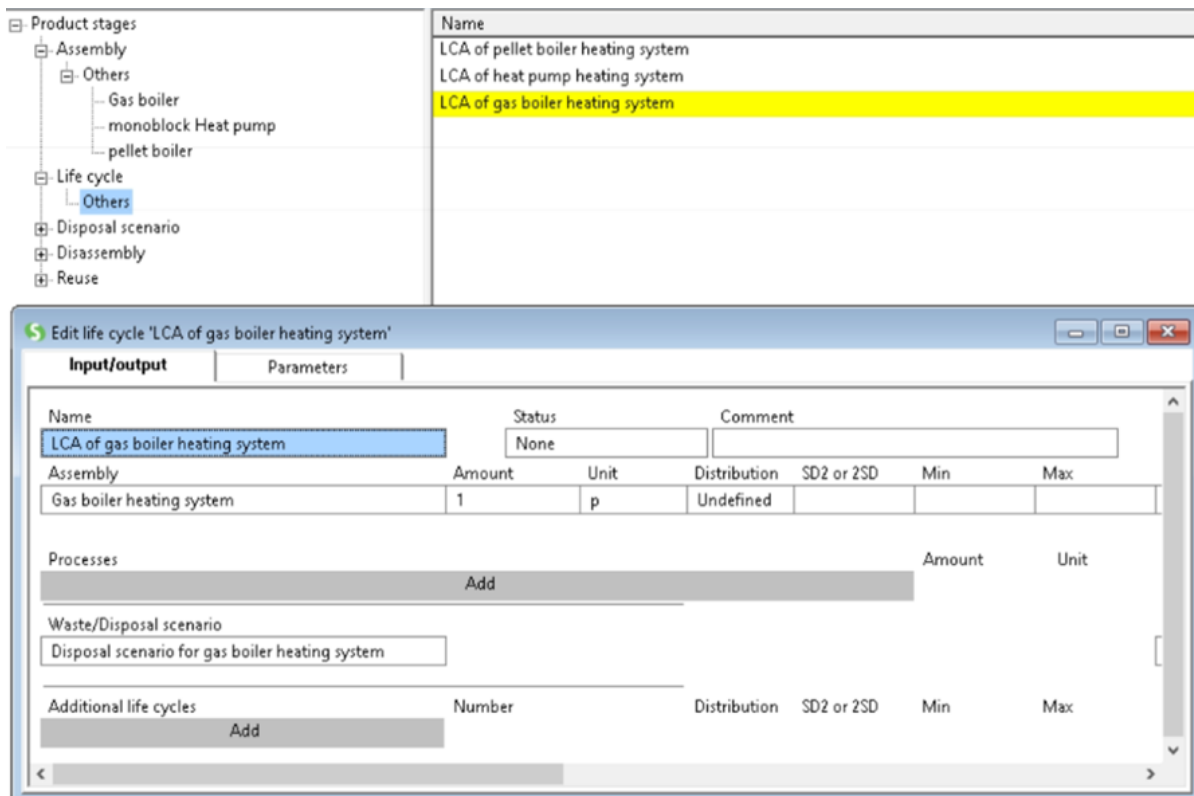 Product stages
Assembly
Others
Gas boiler
monoblock Heat pump
pellet boiler
Life cycle
Others
Disposal scenario
Disassembly
Reuse
Name
LCA of pellet boiler heating system
LCA of heat pump heating system
LCA of gas boiler heating system
S Edit life cycle 'LCA of gas boiler heating system'
Input/output Parameters
Name Status Comment
LCA of gas boiler heating system None
Assembly Amount Unit Distribution SD2 or 2SD Min Max
Gas boiler heating system 1 p Undefined
Processes Amount Unit
Add
Waste/Disposal scenario
Disposal scenario for gas boiler heating system
Additional life cycles Number Distribution SD2 or 2SD Min Max
Add